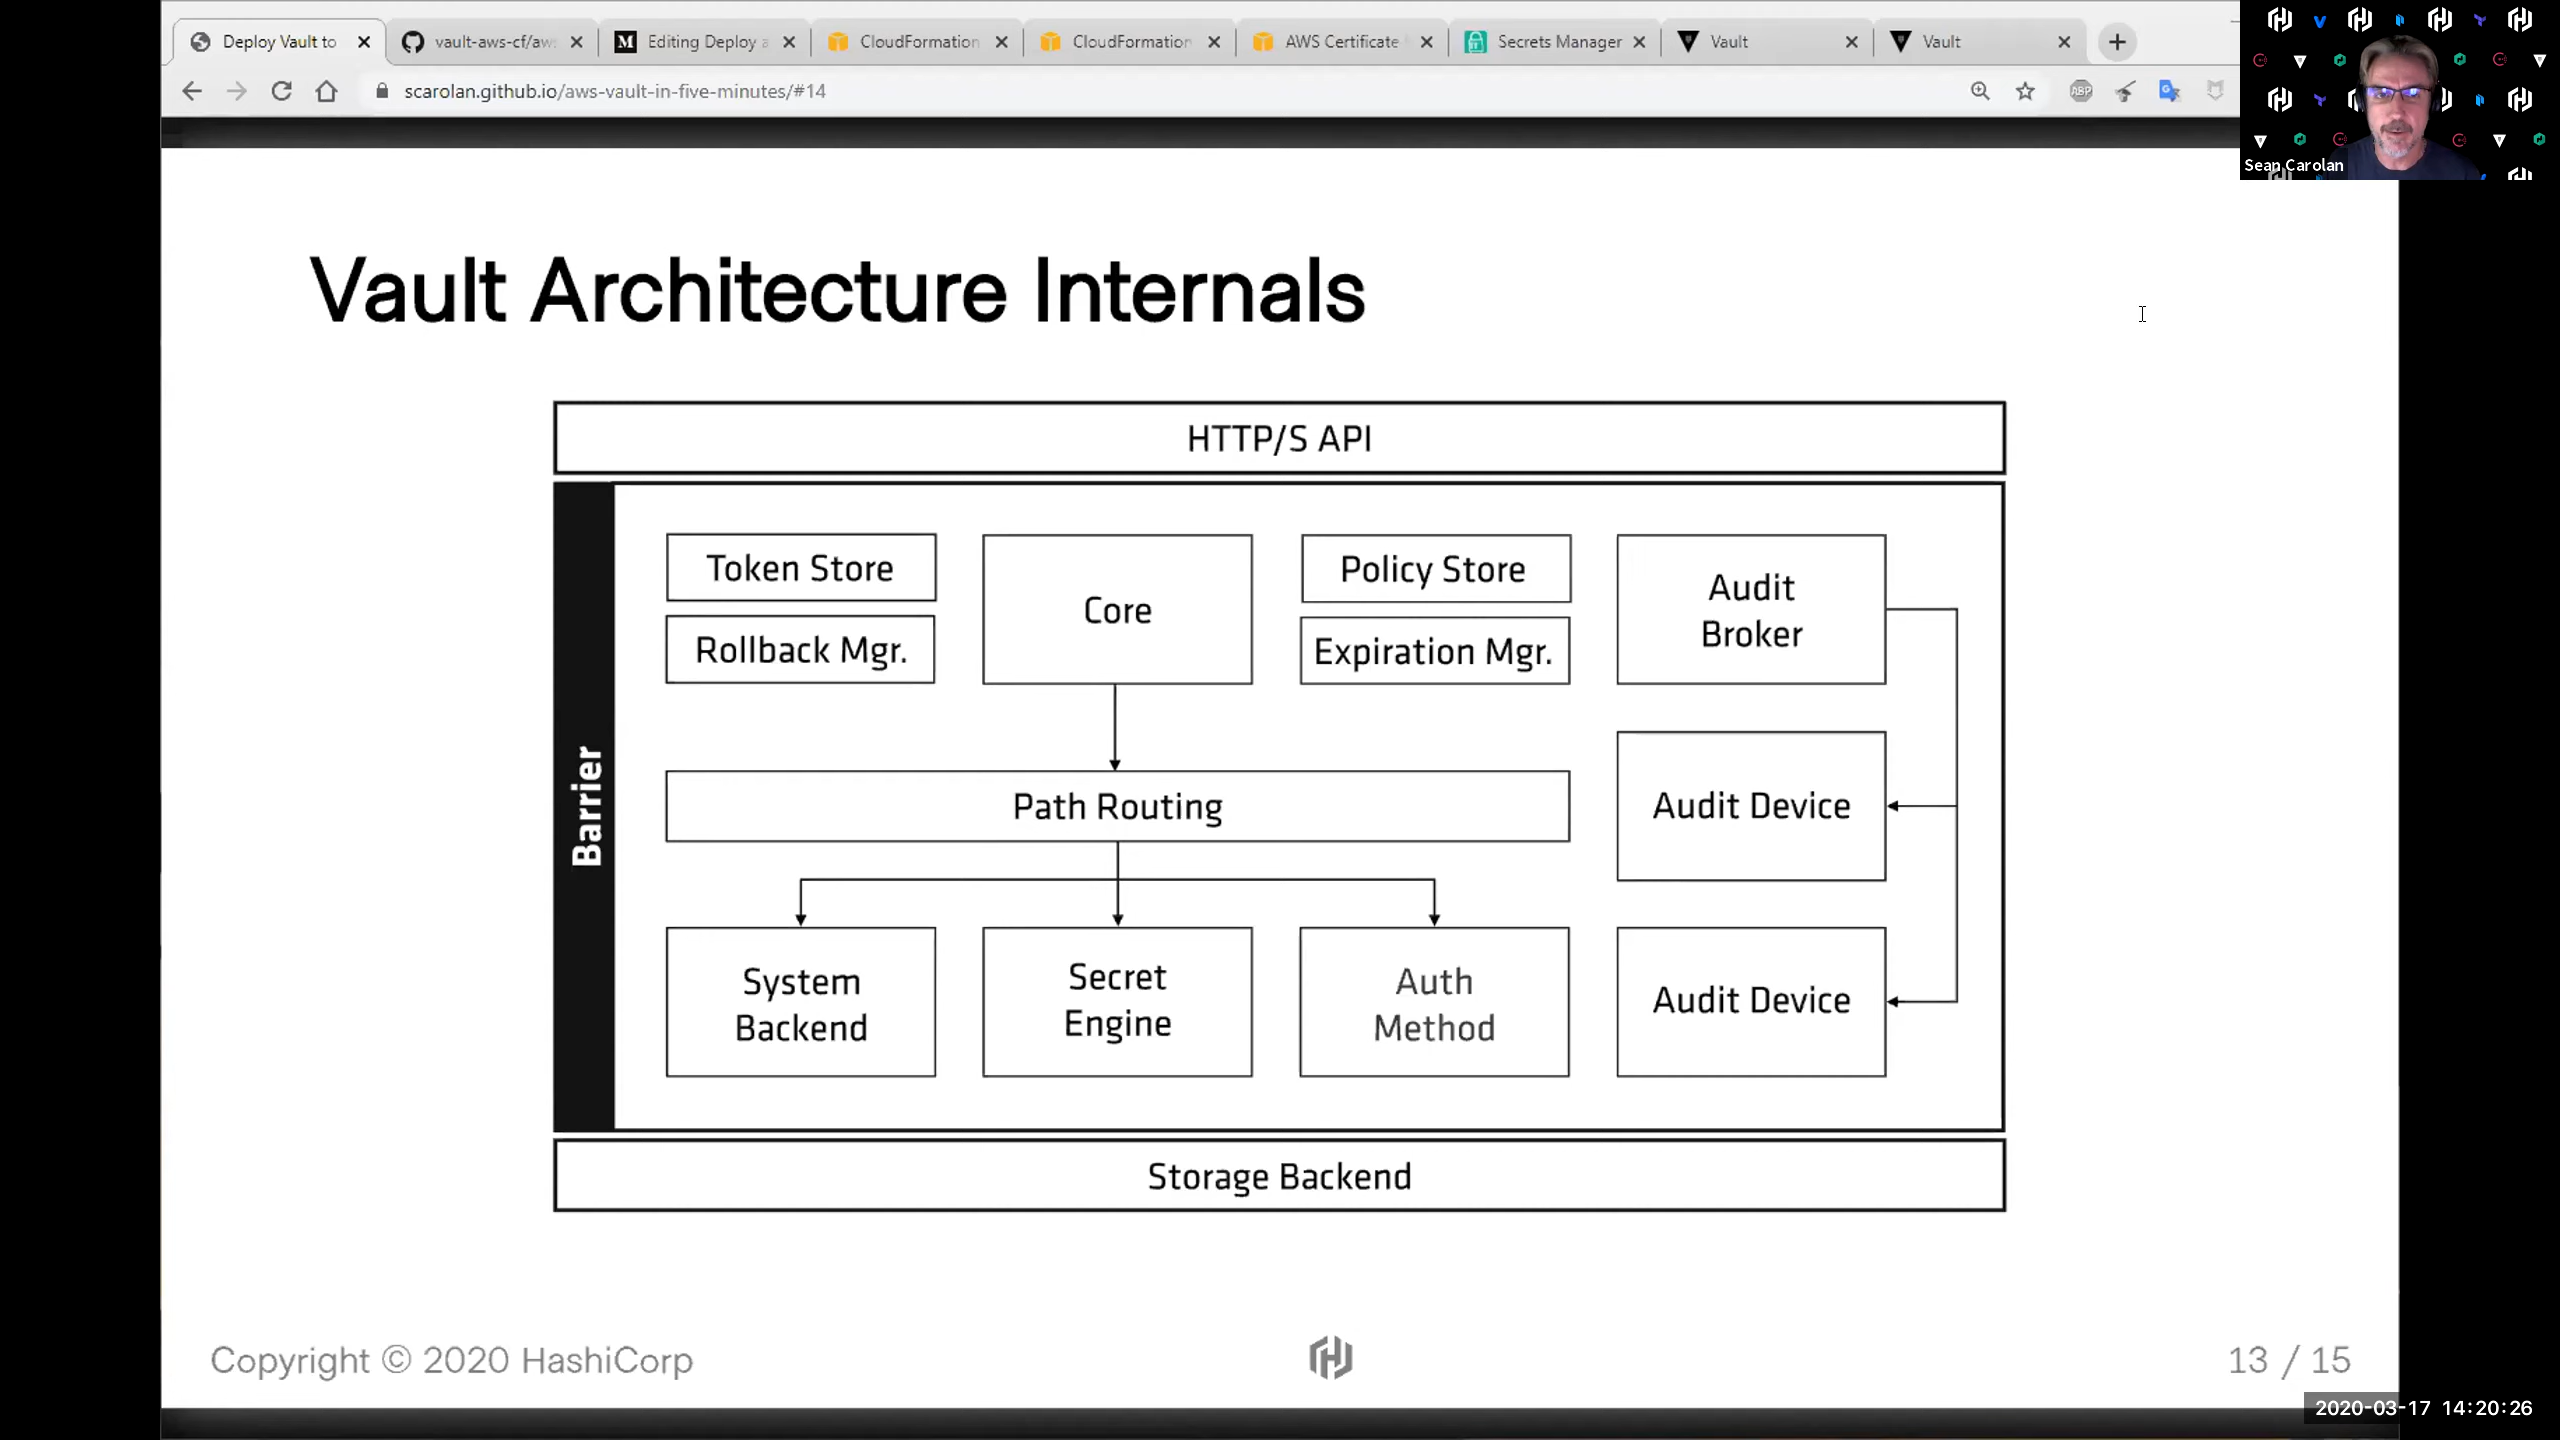 Deploy Vault to
vault-aws-cf/aw
Editing Deploy a
CloudFormation
CloudFormation
AWS Certificate
Secrets Manager
Vault
Vault
scarolan.github.io/aws-vault-in-five-minutes/#14
ABP
Sean Carolan
Vault Architecture Internals
HTTP/S API
Barrier
Token Store
Rollback Mgr.
Core
Policy Store
Expiration Mgr.
Audit
Broker
Path Routing
Audit Device
System
Backend
Secret
Engine
Auth
Method
Audit Device
Storage Backend
Copyright © 2020 HashiCorp
13 / 15
2020-03-17 14:20:26